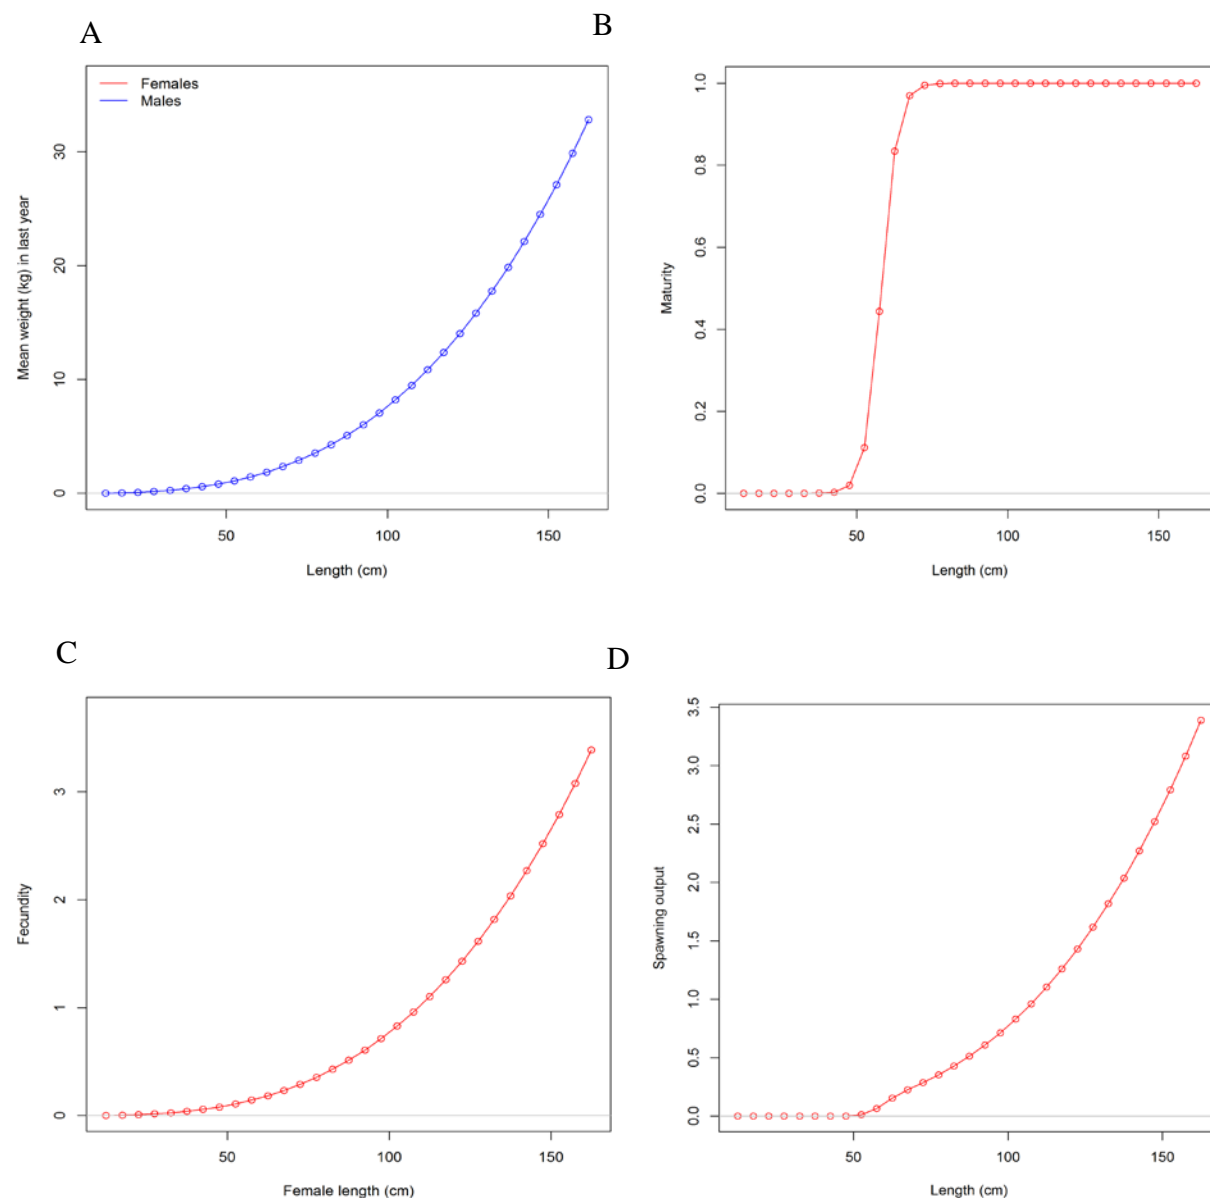 A
Females
Males
Mean weight (kg) in last year
30
20
10
0
50 100 150
Length (cm)
B
Maturity
1.0
0.8
0.6
0.4
0.2
0.0
50 100 150
Length (cm)
C
Fecundity
3
2
1
0
50 100 150
Female length (cm)
D
Spawning output
3.5
3.0
2.5
2.0
1.5
1.0
0.5
0.0
50 100 150
Length (cm)